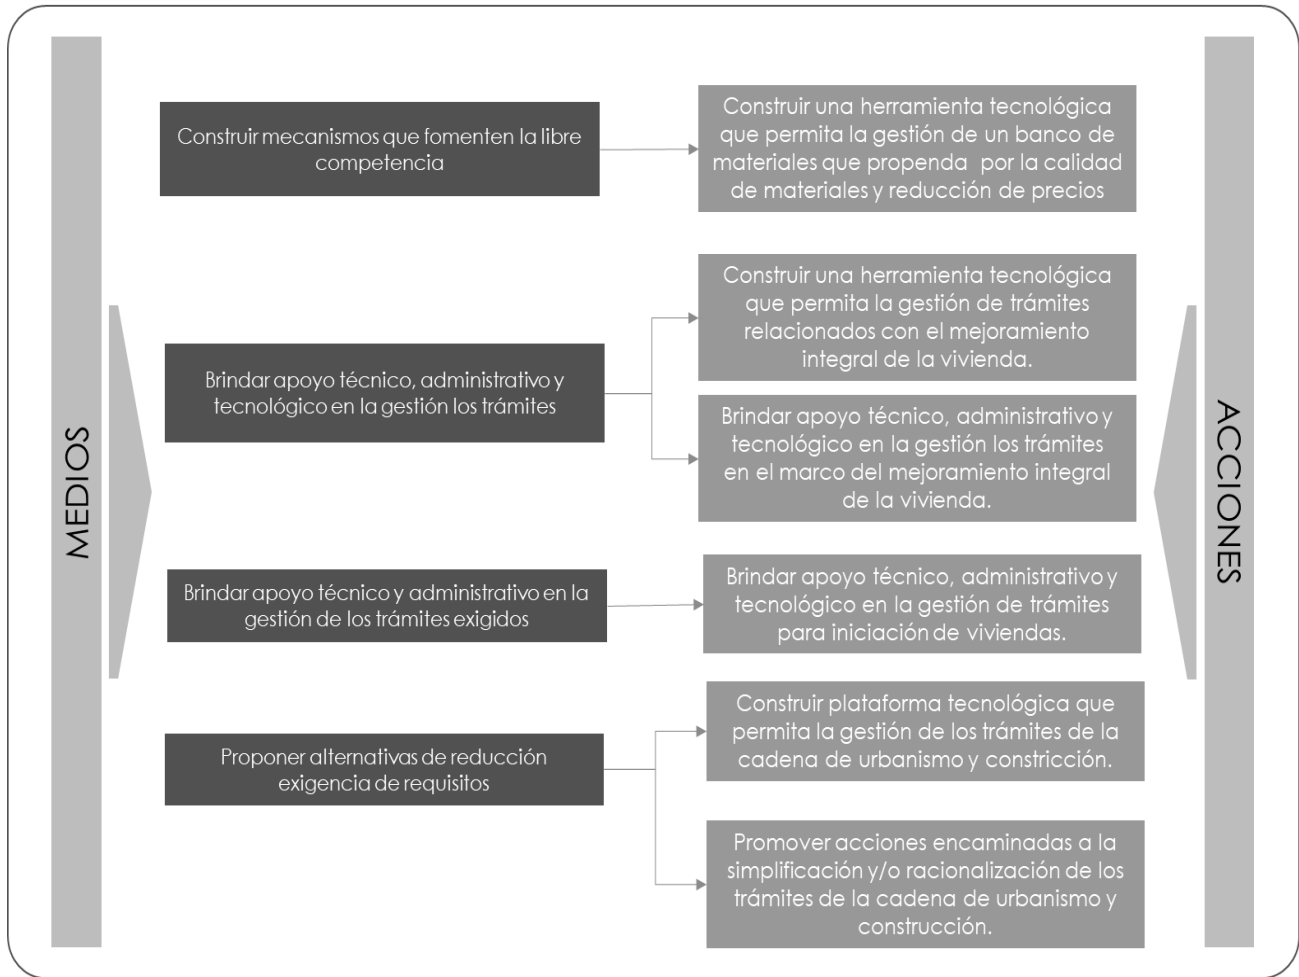 MEDIOS
Construir mecanismos que fomenten la libre
competencia
Construir una herramienta tecnológica
que permita la gestión de un banco de
materiales que propenda por la calidad
de materiales y reducción de precios
Brindar apoyo técnico, administrativo y
tecnológico en la gestión los trámites
Construir una herramienta tecnológica
que permita la gestión de trámites
relacionados con el mejoramiento
integral de la vivienda.
Brindar apoyo técnico, administrativo y
tecnológico en la gestión los trámites
en el marco del mejoramiento integral
de la vivienda.
Brindar apoyo técnico y administrativo en la
gestión de los trámites exigidos
Brindar apoyo técnico, administrativo y
tecnológico en la gestión de trámites
para iniciación de viviendas.
Proponer alternativas de reducción
exigencia de requisitos
Construir plataforma tecnológica que
permita la gestión de los trámites de la
cadena de urbanismo y constricción.
Promover acciones encaminadas a la
simplificación y/o racionalización de los
trámites de la cadena de urbanismo y
construcción.
ACCIONES